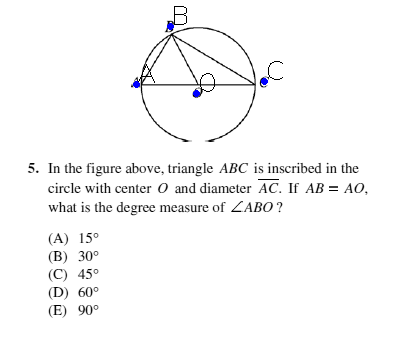 B
A
O
C
5. In the figure above, triangle ABC is inscribed in the
circle with center O and diameter A͞C͞. If AB = AO,
what is the degree measure of ∠ABO ?
(A) 15°
(B) 30°
(C) 45°
(D) 60°
(E) 90°